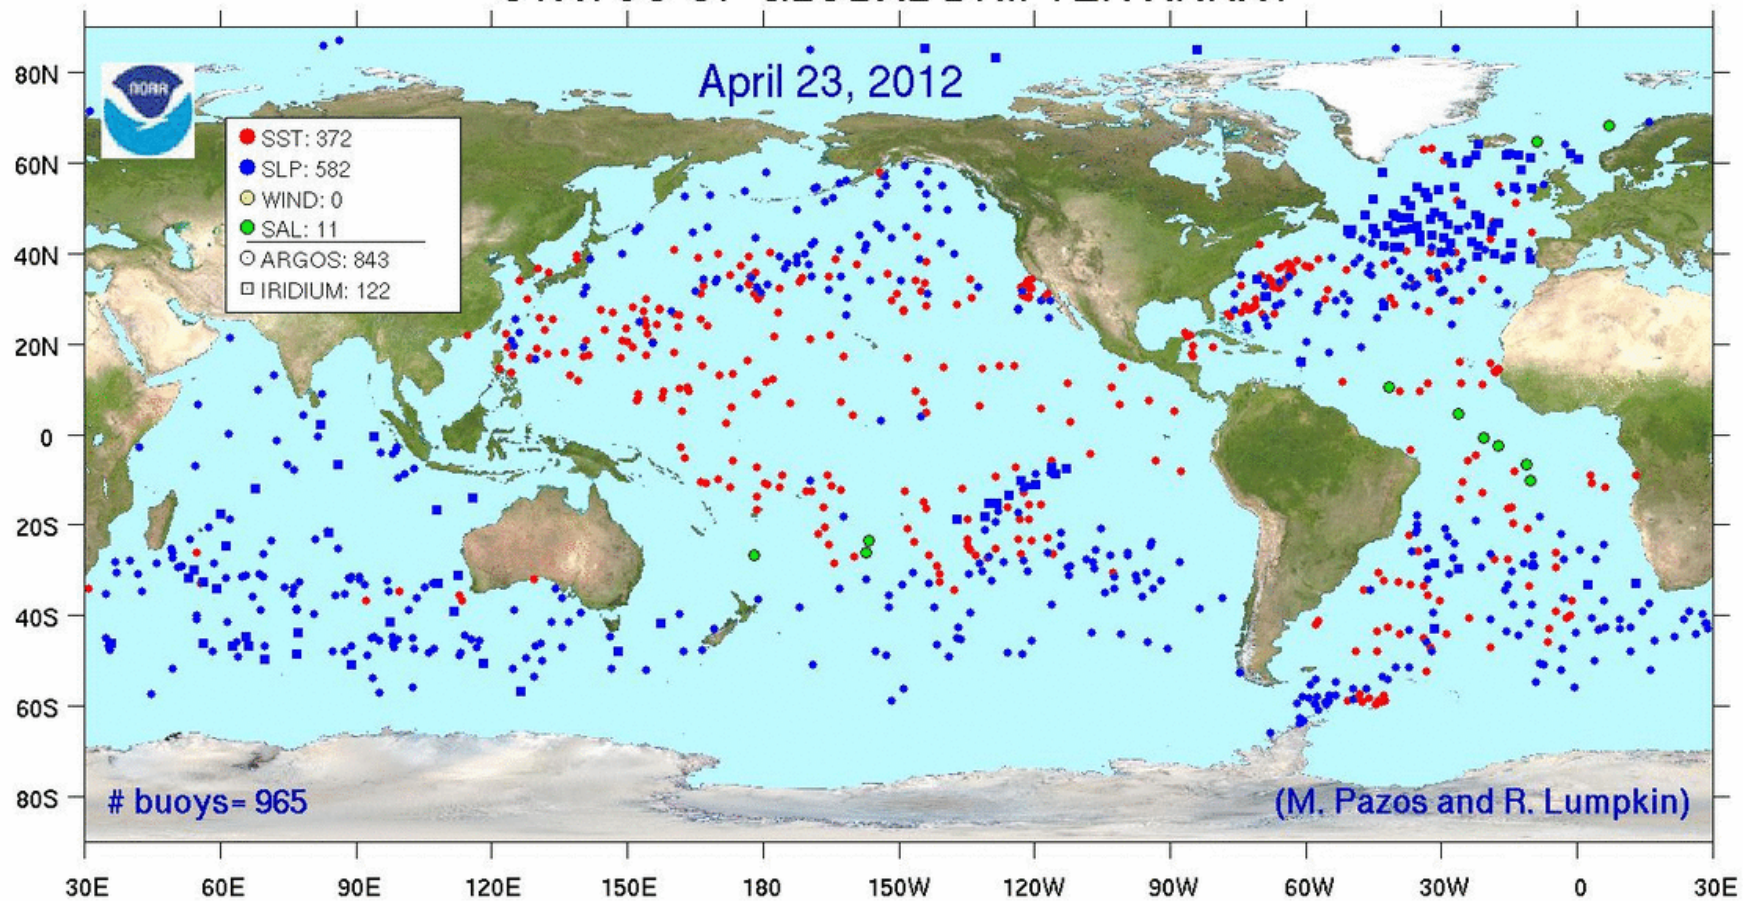 April 23, 2012
NOAA
SST: 372
SLP: 582
WIND: 0
SAL: 11
ARGOS: 843
IRIDIUM: 122
80N
60N
40N
20N
0
20S
40S
60S
80S
# buoys= 965
(M. Pazos and R. Lumpkin)
30E 60E 90E 120E 150E 180 150W 120W 90W 60W 30W 0 30E